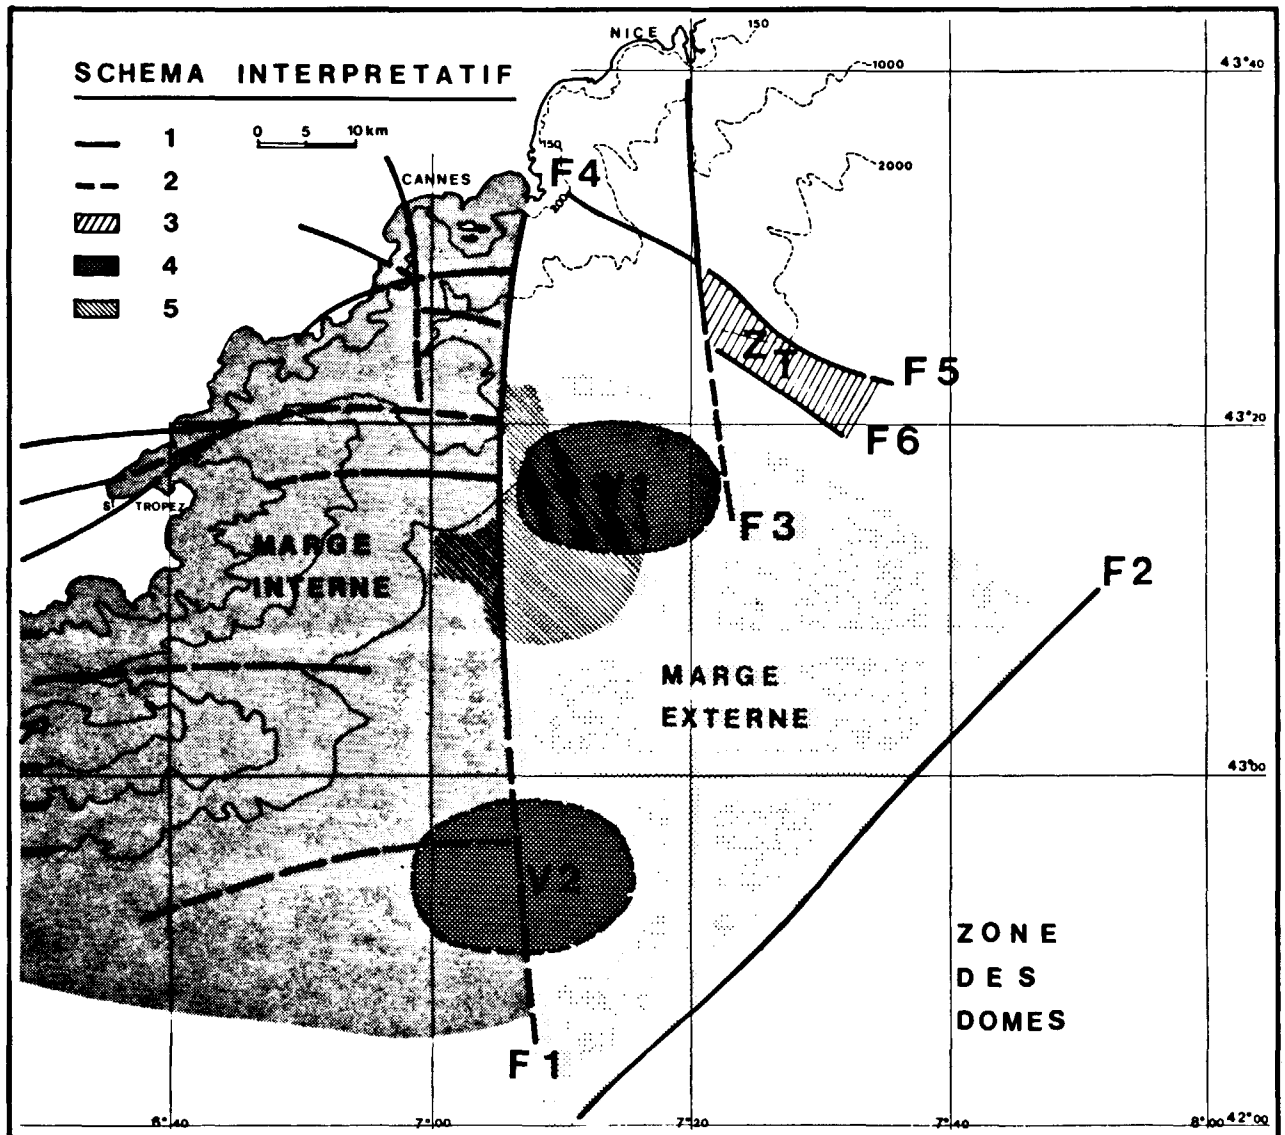 SCHEMA INTERPRETATIF
1
2
3
4
5
0 5 10 km
NICE
150
1000
2000
43°40
150
200
CANNES
F4
Z1
F5
43°20
F6
V1
F3
ST TROPEZ
MARGE
INTERNE
F2
MARGE
EXTERNE
43°00
V2
ZONE
DES
DOMES
F1
6°40
7°00
7°20
7°40
8°00
42°00